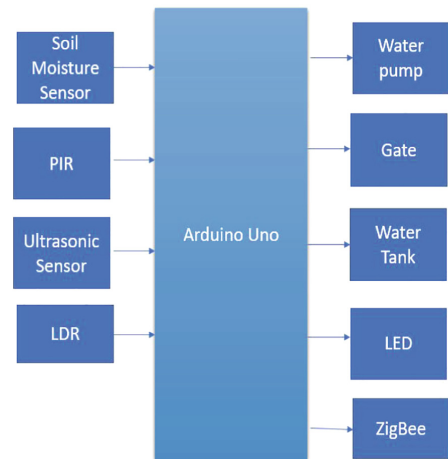 Soil
Moisture
Sensor
PIR
Ultrasonic
Sensor
LDR
Arduino Uno
Water
pump
Gate
Water
Tank
LED
ZigBee